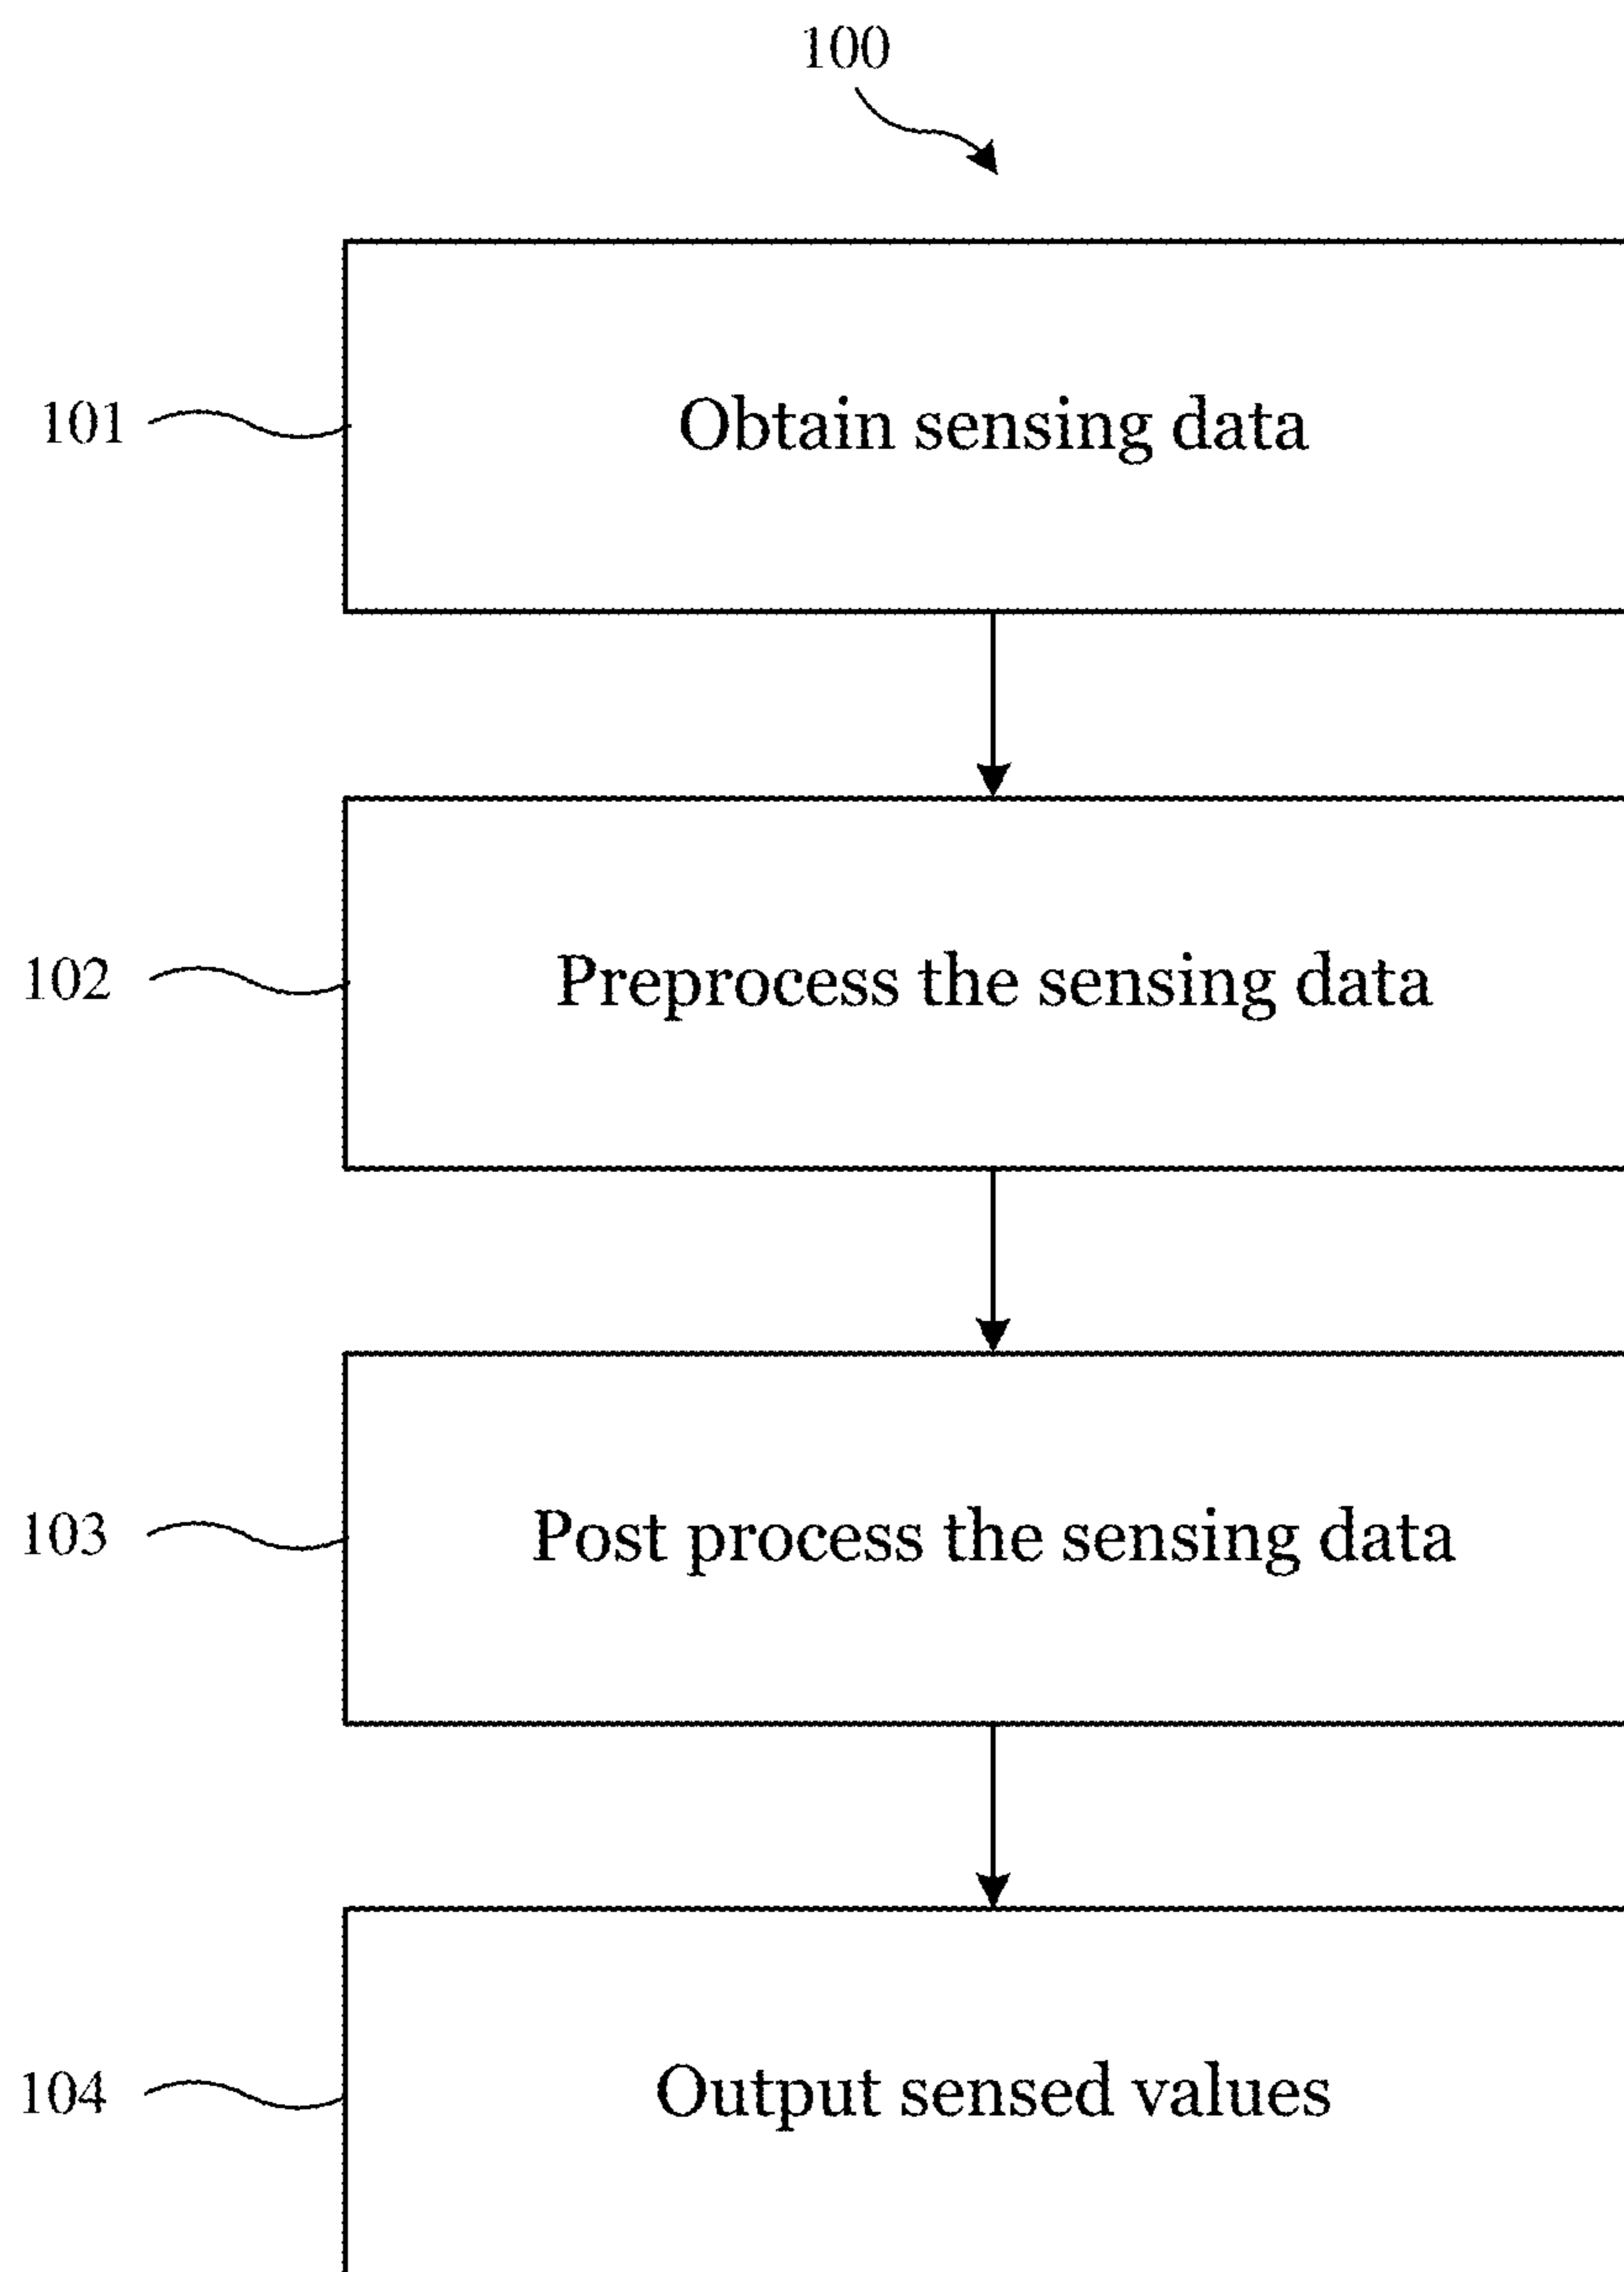 100
101
Obtain sensing data
102
Preprocess the sensing data
103
Post process the sensing data
104
Output sensed values